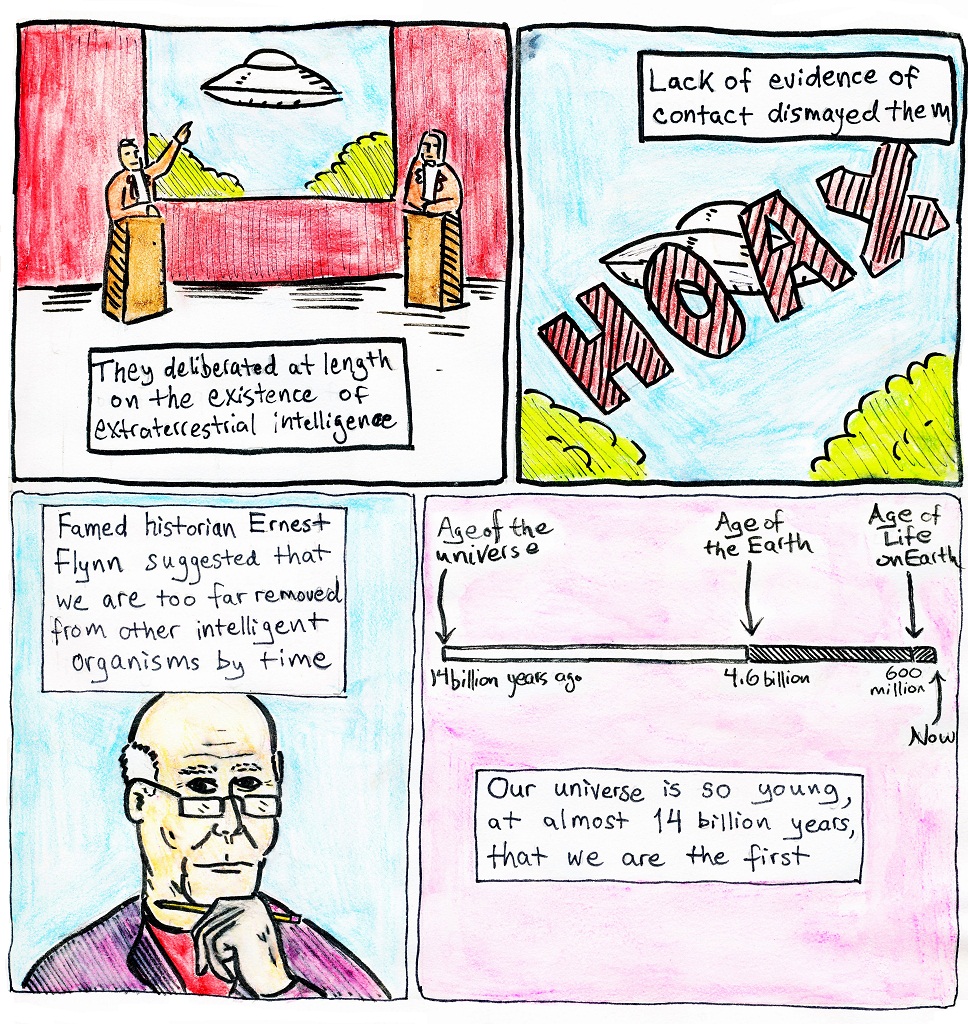 They deliberated at length
on the existence of
extraterrestrial intelligence
Lack of evidence of
contact dismayed them
HOAX
Famed historian Ernest
Flynn suggested that
we are too far removed
from other intelligent
organisms by time
Age of the
universe
Age of
the Earth
Age of
Life
on Earth
14 billion years ago
4.6 billion
600
million
Now
Our universe is so young,
at almost 14 billion years,
that we are the first